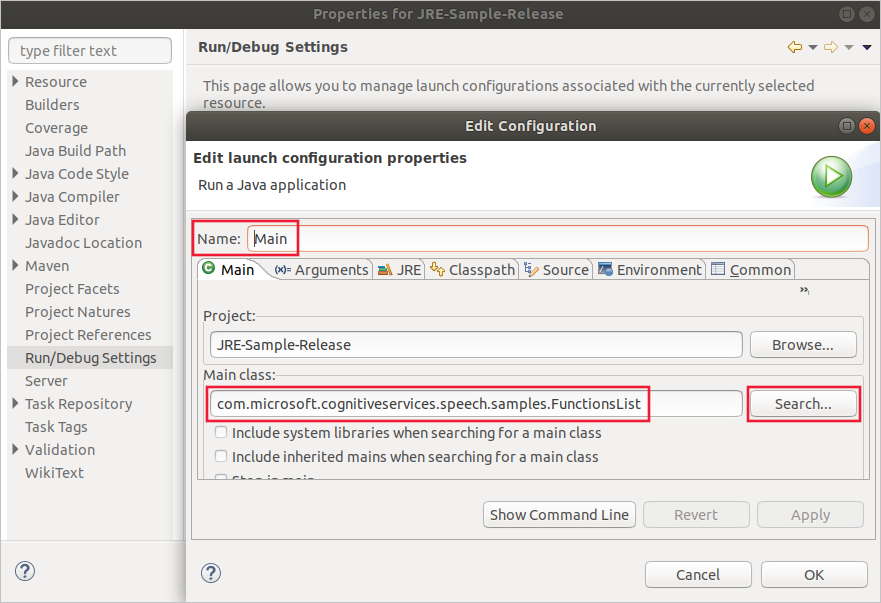 Properties for JRE-Sample-Release
type filter text
Resource
Builders
Coverage
Java Build Path
Java Code Style
Java Compiler
Java Editor
Javadoc Location
Maven
Project Facets
Project Natures
Project References
Run/Debug Settings
Server
Task Repository
Task Tags
Validation
WikiText
Run/Debug Settings
This page allows you to manage launch configurations associated with the currently selected
resource.
Edit Configuration
Edit launch configuration properties
Run a Java application
Name: Main
Main (x)= Arguments JRE Classpath Source Environment Common
Project:
JRE-Sample-Release Browse...
Main class:
com.microsoft.cognitiveservices.speech.samples.FunctionsList Search...
Include system libraries when searching for a main class
Include inherited mains when searching for a main class
Stop in main
Show Command Line Revert Apply
Cancel OK